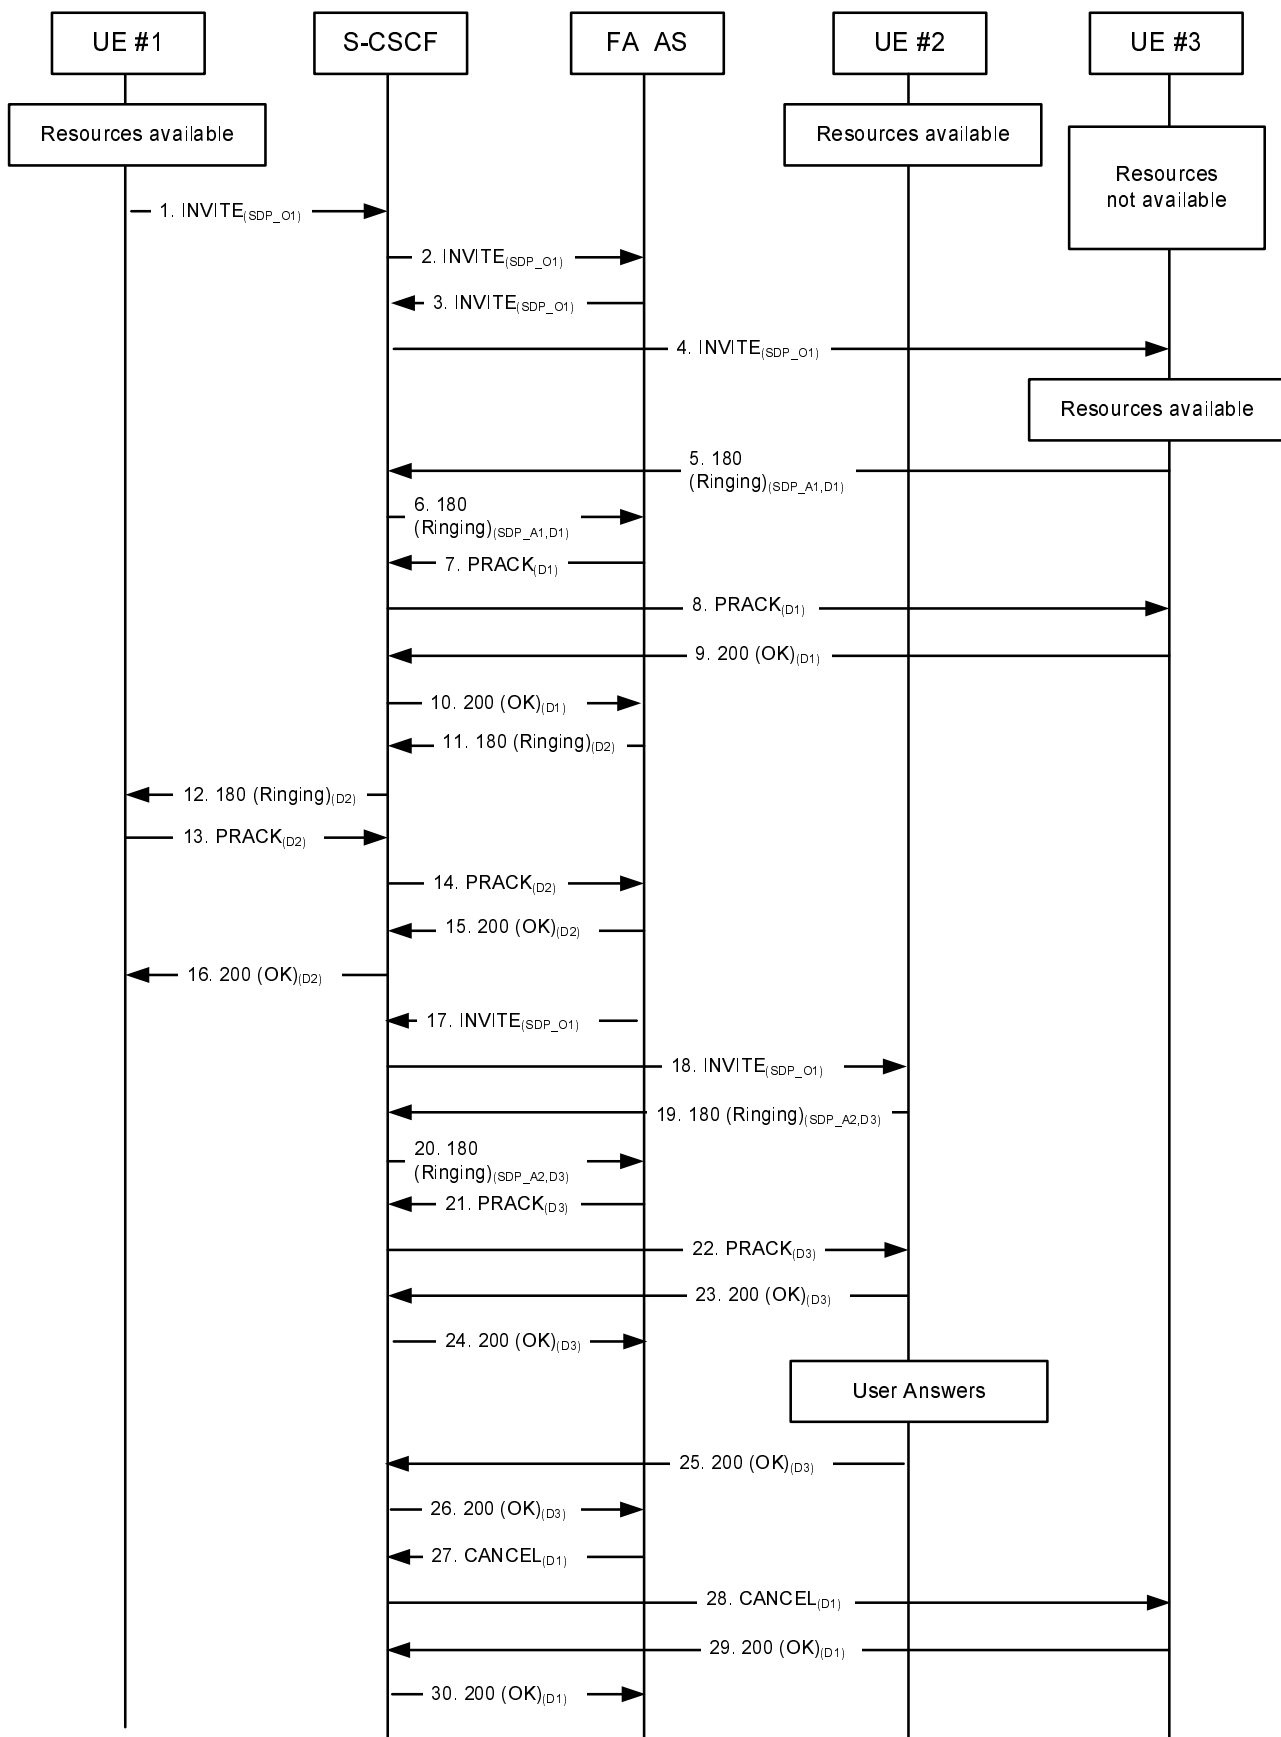 UE #1
S-CSCF
FA AS
UE #2
UE #3
Resources available
Resources available
Resources
not available
1. INVITE(SDP_O1)
2. INVITE(SDP_O1)
3. INVITE(SDP_O1)
4. INVITE(SDP_O1)
Resources available
5. 180
(Ringing)(SDP_A1,D1)
6. 180
(Ringing)(SDP_A1,D1)
7. PRACK(D1)
8. PRACK(D1)
9. 200 (OK)(D1)
10. 200 (OK)(D1)
11. 180 (Ringing)(D2)
12. 180 (Ringing)(D2)
13. PRACK(D2)
14. PRACK(D2)
15. 200 (OK)(D2)
16. 200 (OK)(D2)
17. INVITE(SDP_O1)
18. INVITE(SDP_O1)
19. 180 (Ringing)(SDP_A2,D3)
20. 180
(Ringing)(SDP_A2,D3)
21. PRACK(D3)
22. PRACK(D3)
23. 200 (OK)(D3)
24. 200 (OK)(D3)
User Answers
25. 200 (OK)(D3)
26. 200 (OK)(D3)
27. CANCEL(D1)
28. CANCEL(D1)
29. 200 (OK)(D1)
30. 200 (OK)(D1)